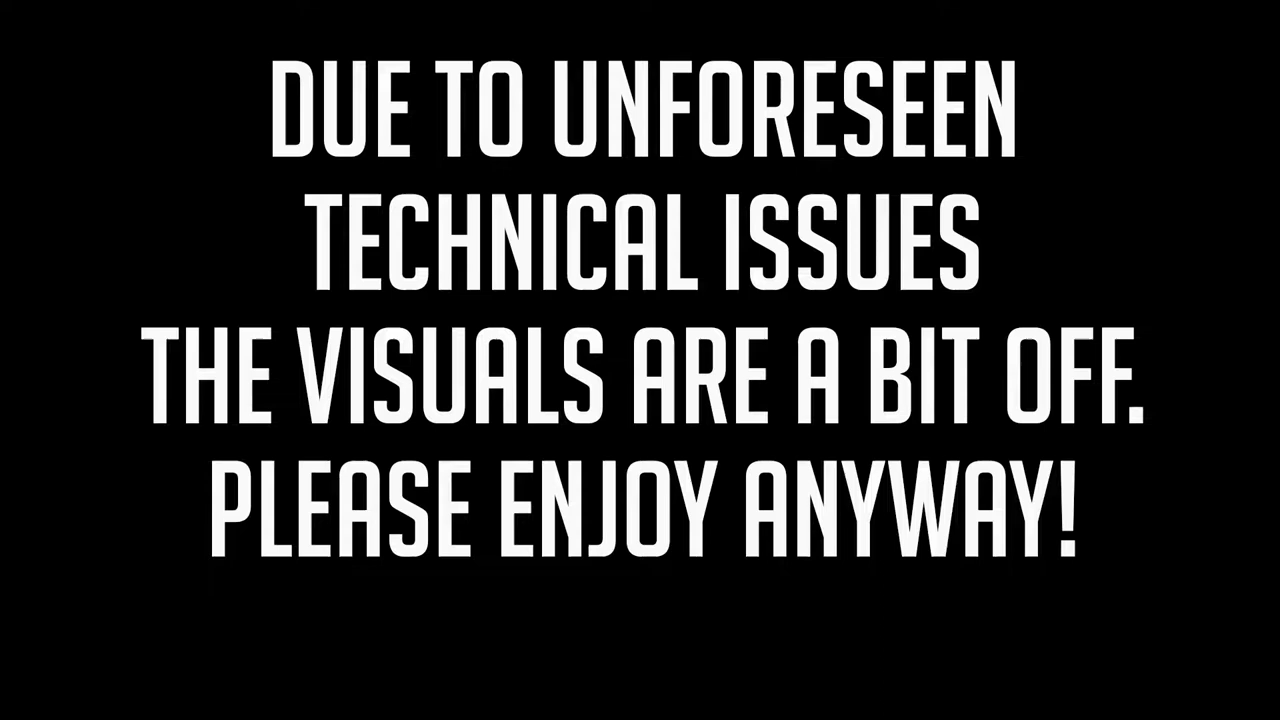 DUE TO UNFORESEEN
TECHNICAL ISSUES
THE VISUALS ARE A BIT OFF.
PLEASE ENJOY ANYWAY!